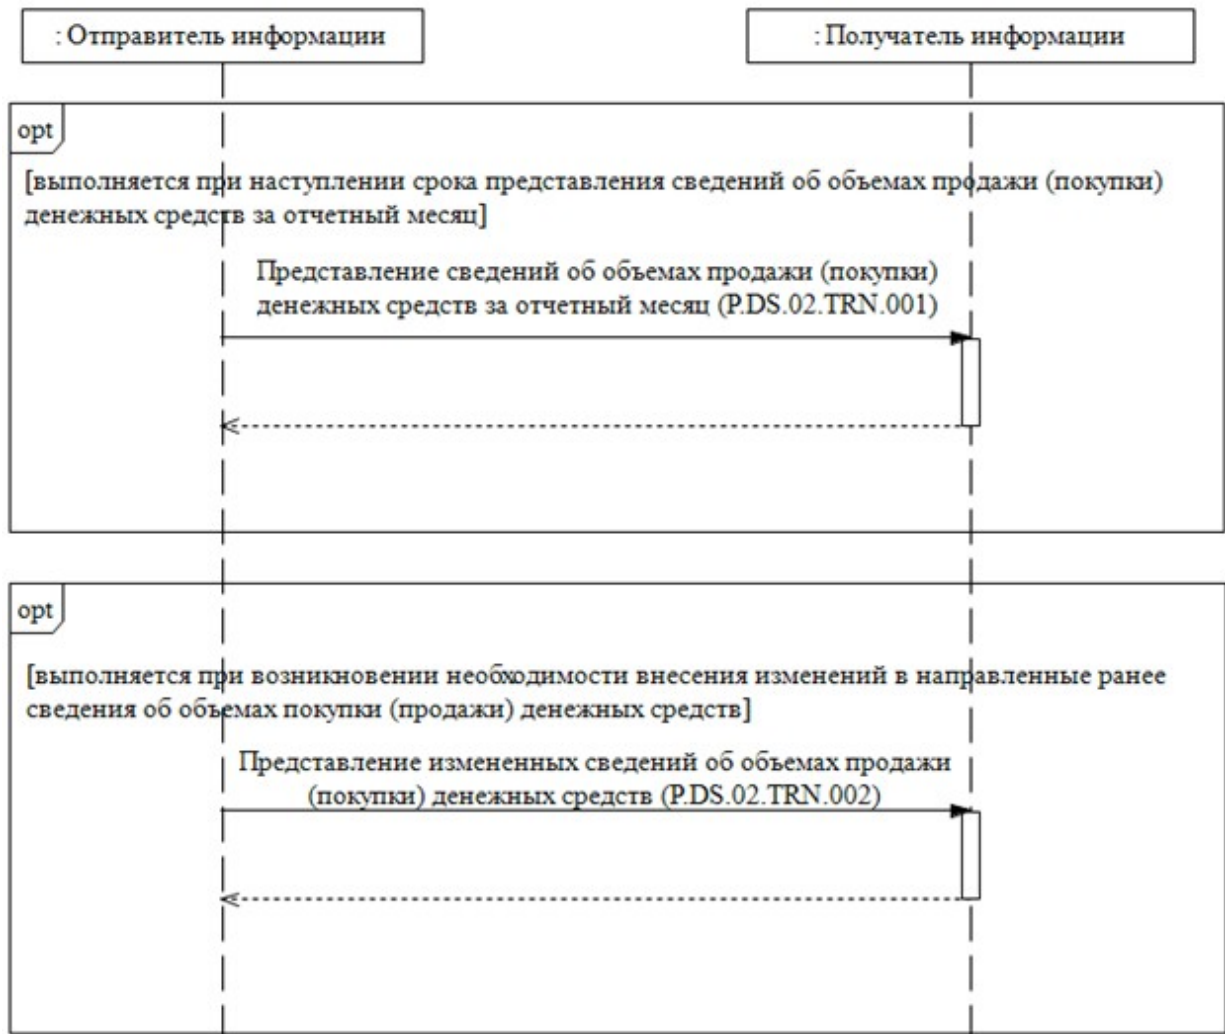 : Отправитель информации
: Получатель информации
opt
[выполняется при наступлении срока представления сведений об объемах продажи (покупки)
денежных средств за отчетный месяц]
Представление сведений об объемах продажи (покупки)
денежных средств за отчетный месяц (P.DS.02.TRN.001)
opt
[выполняется при возникновении необходимости внесения изменений в направленные ранее
сведения об объемах покупки (продажи) денежных средств]
Представление измененных сведений об объемах продажи
(покупки) денежных средств (P.DS.02.TRN.002)